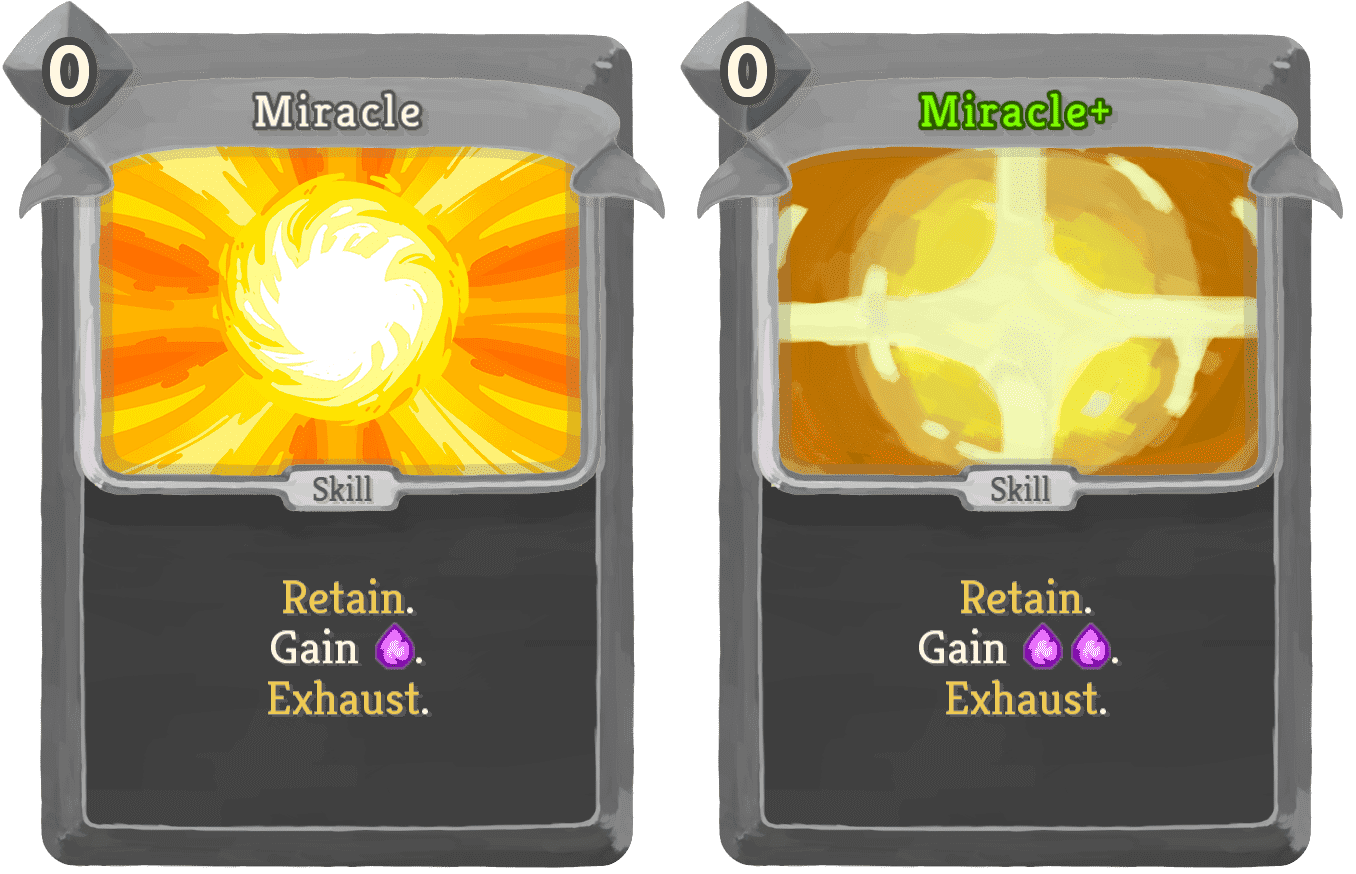 0
Miracle
Skill
Retain.
Gain .
Exhaust.
0
Miracle+
Skill
Retain.
Gain .
Exhaust.